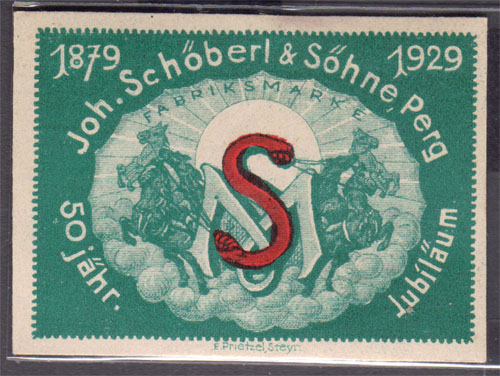 1879 1929
Joh. Schöberl & Söhne, Perg
FABRIKSMARKE
S
M
50 jähr. Jubiläum
F. Prietzel, Steyr.